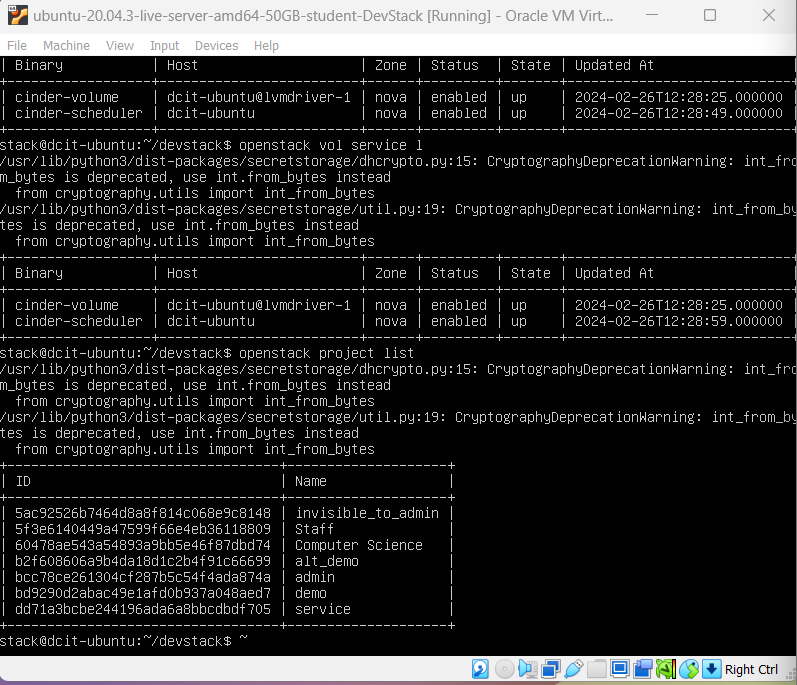 ubuntu-20.04.3-live-server-amd64-50GB-student-DevStack [Running] - Oracle VM Virt...
File Machine View Input Devices Help
| Binary | Host | Zone | Status | State | Updated At
| cinder-volume | dcit-ubuntu@lvmdriver-1 | nova | enabled | up | 2024-02-26T12:28:25.000000
| cinder-scheduler | dcit-ubuntu | nova | enabled | up | 2024-02-26T12:28:49.000000
stack@dcit-ubuntu:~/devstack$ openstack vol service l
/usr/lib/python3/dist-packages/secretstorage/dhcrypto.py:15: CryptographyDeprecationWarning: int_fro
m_bytes is deprecated, use int.from_bytes instead
from cryptography.utils import int_from_bytes
/usr/lib/python3/dist-packages/secretstorage/util.py:19: CryptographyDeprecationWarning: int_from_by
tes is deprecated, use int.from_bytes instead
from cryptography.utils import int_from_bytes
| Binary | Host | Zone | Status | State | Updated At
| cinder-volume | dcit-ubuntu@lvmdriver-1 | nova | enabled | up | 2024-02-26T12:28:25.000000
| cinder-scheduler | dcit-ubuntu | nova | enabled | up | 2024-02-26T12:28:59.000000
stack@dcit-ubuntu:~/devstack$ openstack project list
/usr/lib/python3/dist-packages/secretstorage/dhcrypto.py:15: CryptographyDeprecationWarning: int_fro
m_bytes is deprecated, use int.from_bytes instead
from cryptography.utils import int_from_bytes
/usr/lib/python3/dist-packages/secretstorage/util.py:19: CryptographyDeprecationWarning: int_from_by
tes is deprecated, use int.from_bytes instead
from cryptography.utils import int_from_bytes
| ID | Name |
| 5ac92526b7464d8a8f814c068e9c8148 | invisible_to_admin |
| 5f3e6140449a47599f66e4eb36118809 | Staff |
| 60478ae543a54893a9bb5e46f87dbd74 | Computer Science |
| b2f608606a9b4da18d1c2b4f91c66699 | alt_demo |
| bcc78ce261304cf287b5c54f4ada874a | admin |
| bd9290d2abac49e1afd0b937a048aed7 | demo |
| dd71a3bcbe244196ada6a8bbcdbdf705 | service |
stack@dcit-ubuntu:~/devstack$ ~
Right Ctrl